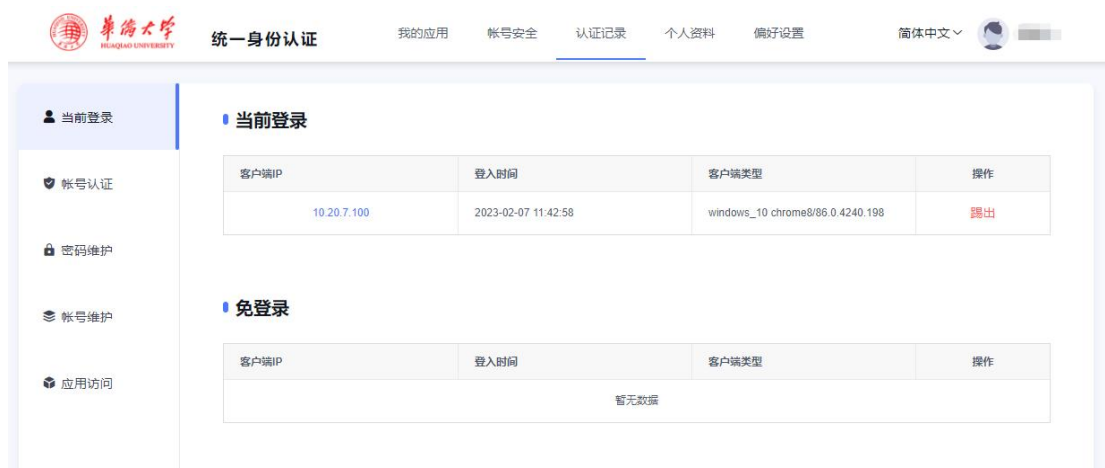 華僑大学
HUAQIAO UNIVERSITY
统一身份认证
我的应用 帐号安全 认证记录 个人资料 偏好设置
简体中文
当前登录
帐号认证
密码维护
帐号维护
应用访问
当前登录
客户端IP 登入时间 客户端类型 操作
10.20.7.100 2023-02-07 11:42:58 windows_10 chrome8/86.0.4240.198 踢出
免登录
客户端IP 登入时间 客户端类型 操作
暂无数据